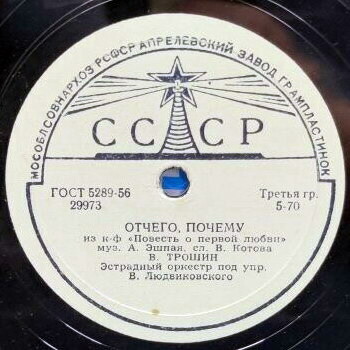 МОСОБЛСОВНАРХОЗ РСФСР АПРЕЛЕВСКИЙ ЗАВОД ГРАМПЛАСТИНОК
СССР
ГОСТ 5289-56
29973
Третья гр.
5-70
ОТЧЕГО, ПОЧЕМУ
из к-ф «Повесть о первой любви»
муз. А. Эшпая, сл. В. Котова
В. ТРОШИН
Эстрадный оркестр под упр.
В. Людвиковского